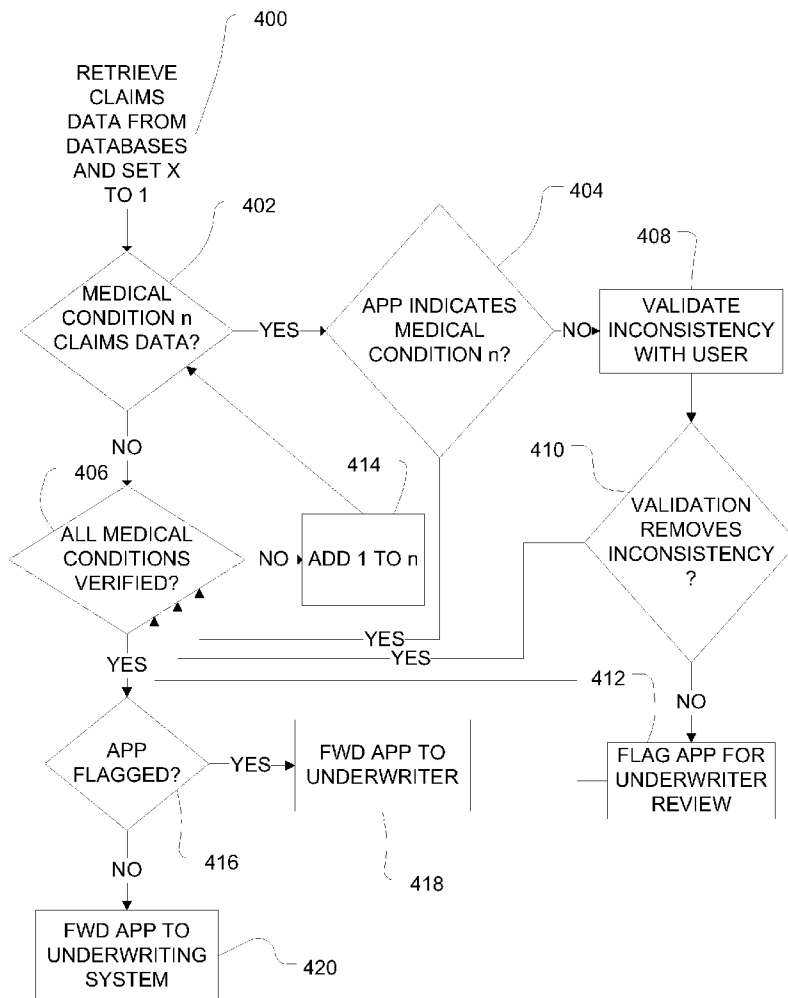 400
RETRIEVE
CLAIMS
DATA FROM
DATABASES
AND SET X
TO 1
402
MEDICAL
CONDITION n
CLAIMS DATA?
YES
404
APP INDICATES
MEDICAL
CONDITION n?
NO
408
VALIDATE
INCONSISTENCY
WITH USER
NO
406
ALL MEDICAL
CONDITIONS
VERIFIED?
NO
414
ADD 1 TO n
410
VALIDATION
REMOVES
INCONSISTENCY
?
YES
YES
YES
NO
412
FLAG APP FOR
UNDERWRITER
REVIEW
APP
FLAGGED?
YES
FWD APP TO
UNDERWRITER
416
418
NO
FWD APP TO
UNDERWRITING
SYSTEM
420